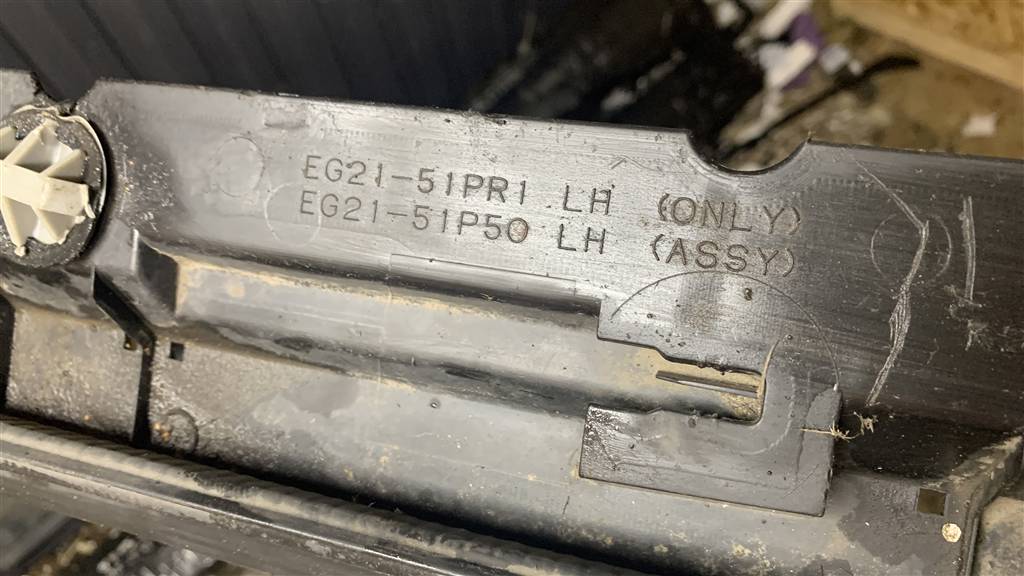 EG21-51PR1 LH (ONLY)
EG21-51P50 LH (ASSY)